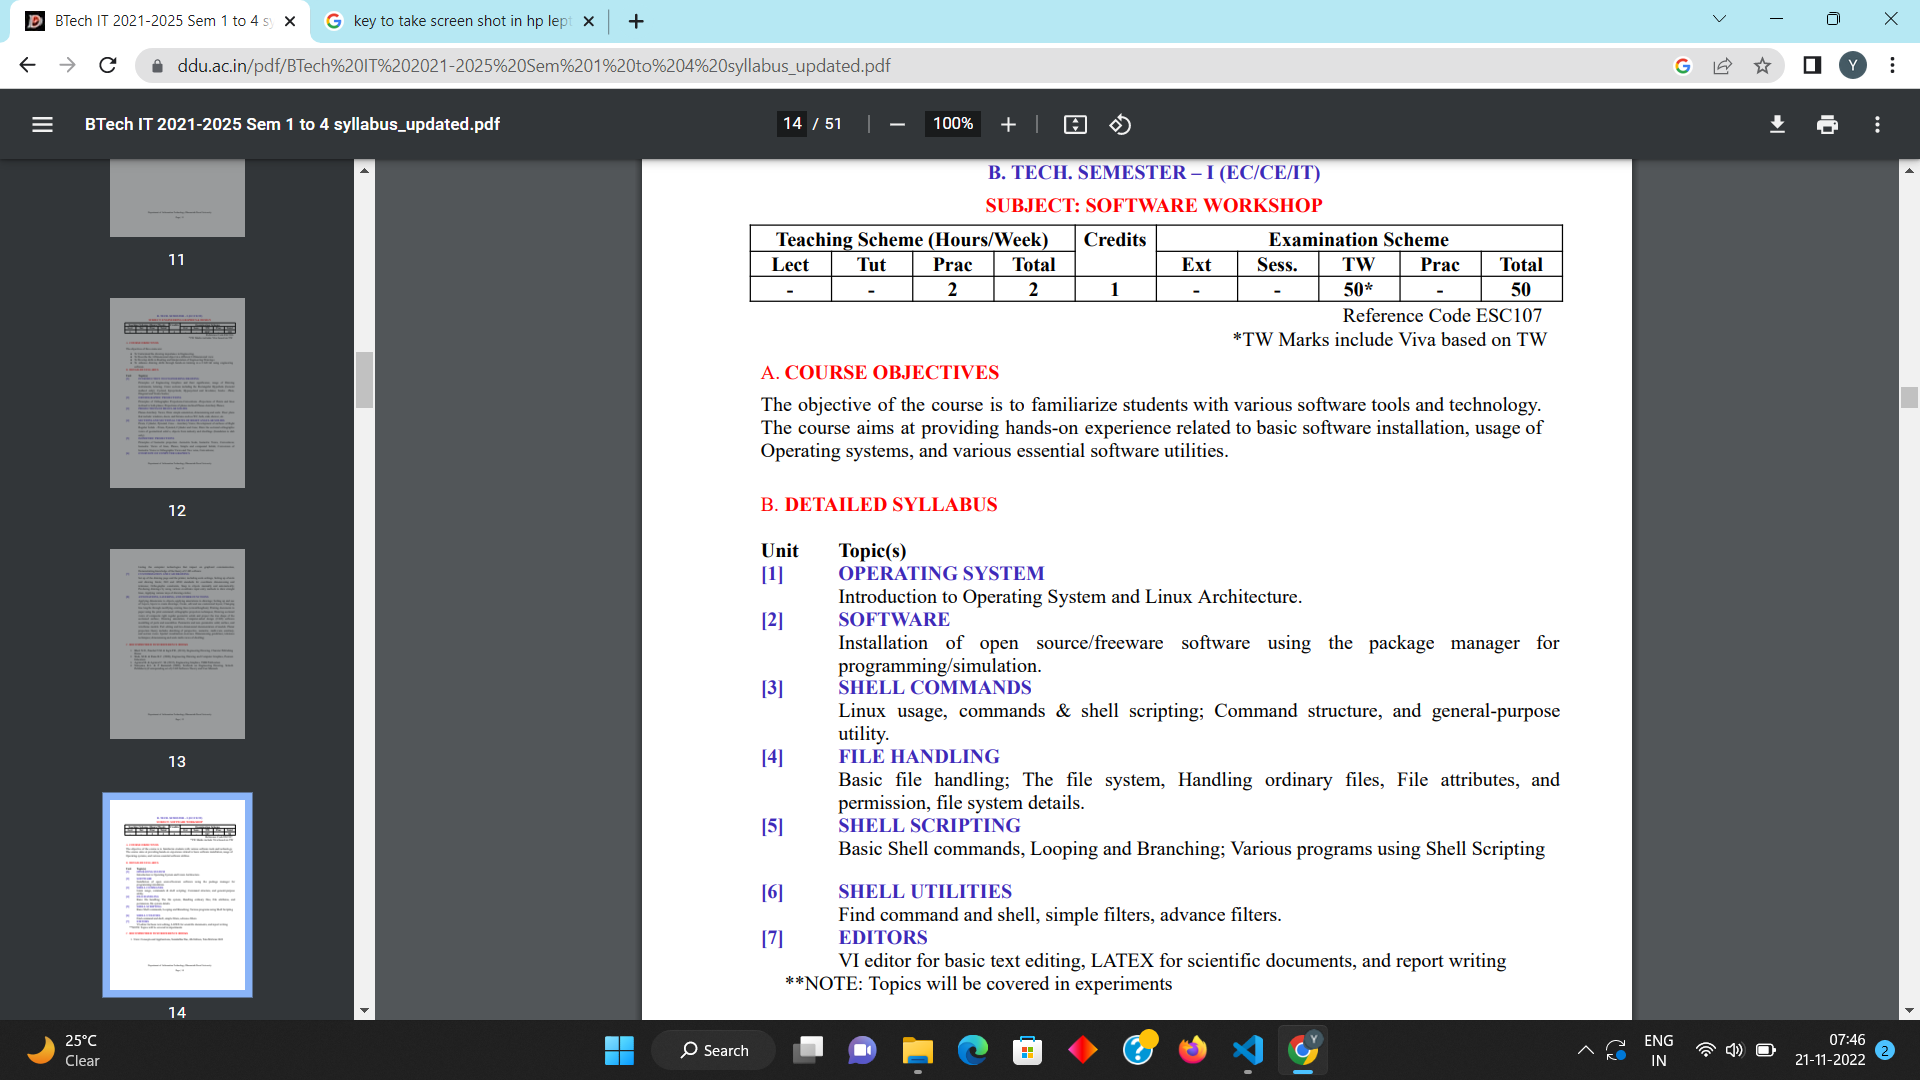 BTech IT 2021-2025 Sem 1 to 4 sy
key to take screen shot in hp lept
ddu.ac.in/pdf/BTech%20IT%202021-2025%20Sem%201%20to%204%20syllabus_updated.pdf
Y
BTech IT 2021-2025 Sem 1 to 4 syllabus_updated.pdf
14 / 51
100%
11
12
13
14
B. TECH. SEMESTER – I (EC/CE/IT)
SUBJECT: SOFTWARE WORKSHOP
Teaching Scheme (Hours/Week) Credits Examination Scheme
Lect Tut Prac Total Ext Sess. TW Prac Total
- - 2 2 1 - - 50* - 50
Reference Code ESC107
*TW Marks include Viva based on TW
A. COURSE OBJECTIVES
The objective of the course is to familiarize students with various software tools and technology.
The course aims at providing hands-on experience related to basic software installation, usage of
Operating systems, and various essential software utilities.
B. DETAILED SYLLABUS
Unit Topic(s)
[1] OPERATING SYSTEM
Introduction to Operating System and Linux Architecture.
[2] SOFTWARE
Installation of open source/freeware software using the package manager for
programming/simulation.
[3] SHELL COMMANDS
Linux usage, commands & shell scripting; Command structure, and general-purpose
utility.
[4] FILE HANDLING
Basic file handling; The file system, Handling ordinary files, File attributes, and
permission, file system details.
[5] SHELL SCRIPTING
Basic Shell commands, Looping and Branching; Various programs using Shell Scripting
[6] SHELL UTILITIES
Find command and shell, simple filters, advance filters.
[7] EDITORS
VI editor for basic text editing, LATEX for scientific documents, and report writing
**NOTE: Topics will be covered in experiments
25°C
Clear
Search
ENG
IN
07:46
21-11-2022
2